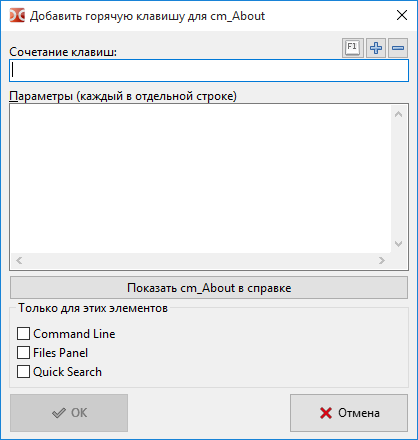 Добавить горячую клавишу для cm_About
Сочетание клавиш:
F1
Параметры (каждый в отдельной строке)
Показать cm_About в справке
Только для этих элементов
Command Line
Files Panel
Quick Search
OK
Отмена